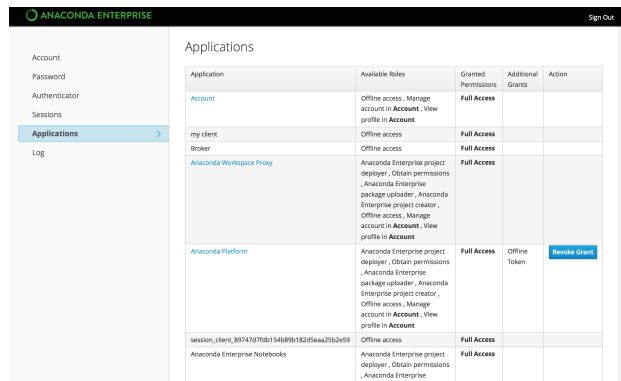 ANACONDA ENTERPRISE
Sign Out
Account
Password
Authenticator
Sessions
Applications
Log
Applications
Application
Available Roles
Granted
Permissions
Additional
Grants
Action
Account
Offline access , Manage
account in Account , View
profile in Account
Full Access
my client
Offline access
Full Access
Broker
Offline access
Full Access
Anaconda Workspace Proxy
Anaconda Enterprise project
deployer , Obtain permissions
, Anaconda Enterprise
package uploader , Anaconda
Enterprise project creator ,
Offline access , Manage
account in Account , View
profile in Account
Full Access
Anaconda Platform
Anaconda Enterprise project
deployer , Obtain permissions
, Anaconda Enterprise
package uploader , Anaconda
Enterprise project creator ,
Offline access , Manage
account in Account , View
profile in Account
Full Access
Offline
Token
Revoke Grant
session_client_89747d7fdb154b89b182d5eaa25b2e59
Offline access
Full Access
Anaconda Enterprise Notebooks
Anaconda Enterprise project
deployer , Obtain permissions
, Anaconda Enterprise
Full Access